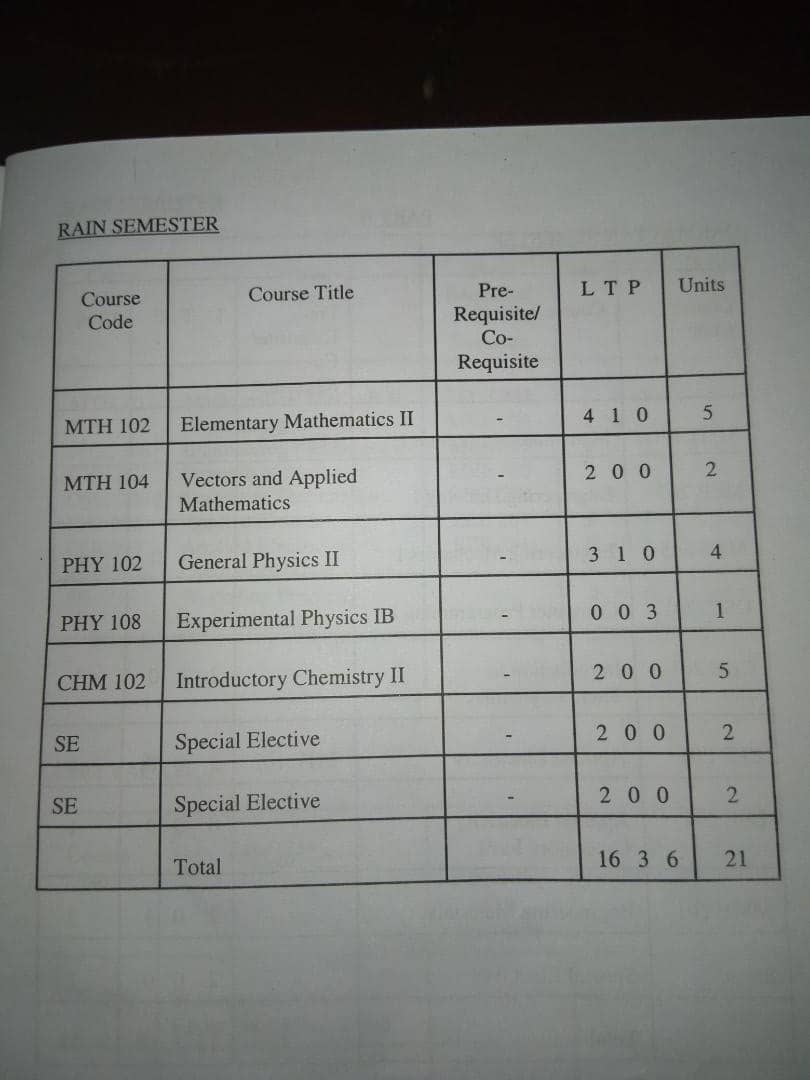 RAIN SEMESTER
Course Code | Course Title | Pre-Requisite/ Co-Requisite | L T P | Units
MTH 102 | Elementary Mathematics II | - | 4 1 0 | 5
MTH 104 | Vectors and Applied Mathematics | - | 2 0 0 | 2
PHY 102 | General Physics II | - | 3 1 0 | 4
PHY 108 | Experimental Physics IB | - | 0 0 3 | 1
CHM 102 | Introductory Chemistry II | - | 2 0 0 | 5
SE | Special Elective | - | 2 0 0 | 2
SE | Special Elective | - | 2 0 0 | 2
Total | 16 3 6 | 21